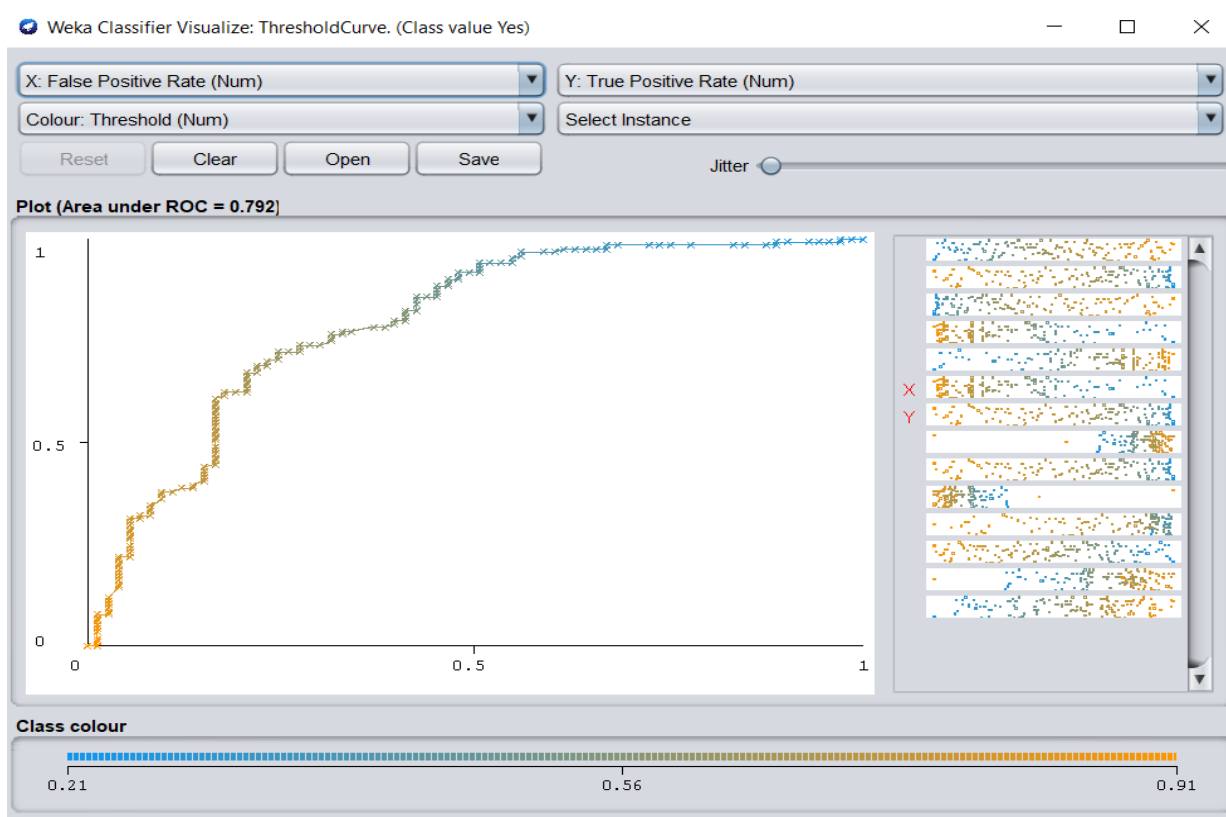 Weka Classifier Visualize: ThresholdCurve. (Class value Yes)
X: False Positive Rate (Num) Y: True Positive Rate (Num)
Colour: Threshold (Num) Select Instance
Reset Clear Open Save Jitter
Plot (Area under ROC = 0.792)
1
0.5
0
0 0.5 1
X
Y
Class colour
0.21 0.56 0.91